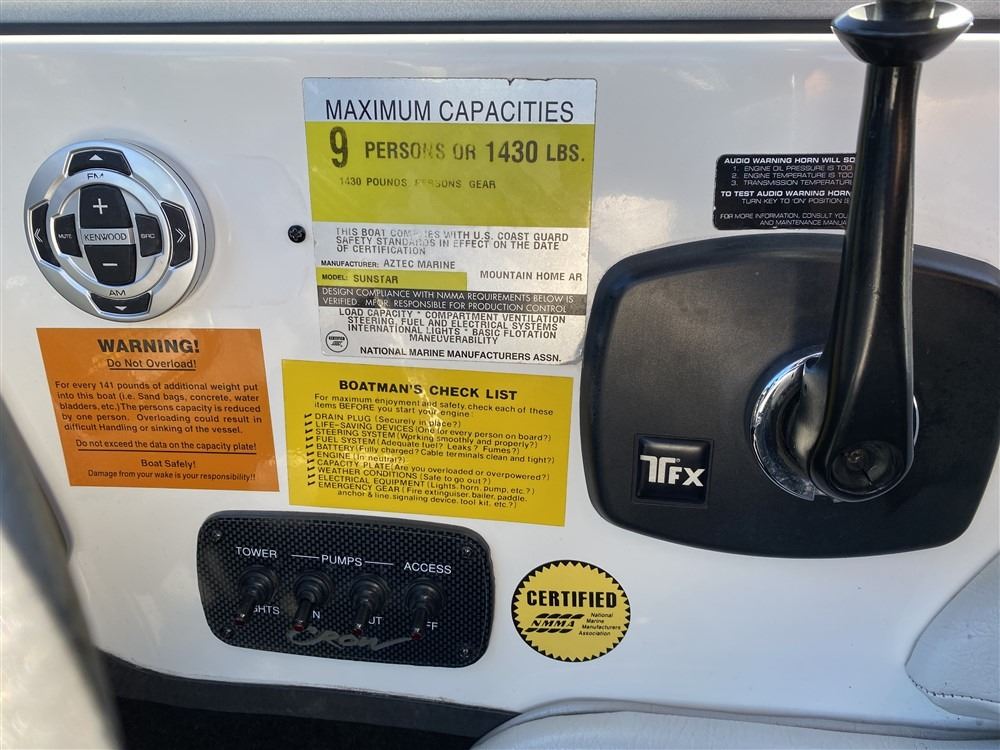 MAXIMUM CAPACITIES
9 PERSONS OR 1430 LBS.
1430 POUNDS, PERSONS GEAR
THIS BOAT COMPLIES WITH U.S. COAST GUARD
SAFETY STANDARDS IN EFFECT ON THE DATE
OF CERTIFICATION
MANUFACTURER: AZTEC MARINE
MOUNTAIN HOME AR
MODEL: SUNSTAR
DESIGN COMPLIANCE WITH NMMA REQUIREMENTS BELOW IS
VERIFIED. MFGR. RESPONSIBLE FOR PRODUCTION CONTROL
LOAD CAPACITY * COMPARTMENT VENTILATION
STEERING, FUEL AND ELECTRICAL SYSTEMS
INTERNATIONAL LIGHTS * BASIC FLOTATION
MANEUVERABILITY
NATIONAL MARINE MANUFACTURERS ASSN.
FM
MUTE
KENWOOD
SRC
AM
AUDIO WARNING HORN WILL SO
1. ENGINE OIL PRESSURE IS TOO
2. ENGINE TEMPERATURE IS TOO
3. TRANSMISSION TEMPERATUR
TO TEST AUDIO WARNING HORN
TURN KEY TO 'ON' POSITION
FOR MORE INFORMATION, CONSULT YOU
AND MAINTENANCE MANUA
WARNING!
Do Not Overload!
For every 141 pounds of additional weight put
into this boat (i.e. Sand bags, concrete, water
bladders, etc.)The persons capacity is reduced
by one person. Overloading could result in
difficult Handling or sinking of the vessel.
Do not exceed the data on the capacity plate!
Boat Safely!
Damage from your wake is your responsibility!!
BOATMAN'S CHECK LIST
For maximum enjoyment and safety, check each of these
items BEFORE you start your engine:
DRAIN PLUG (Securely in place?)
LIFE-SAVING DEVICES (One for every person on board?)
STEERING SYSTEM (Working smoothly and properly?)
FUEL SYSTEM (Adequate fuel? Leaks? Fumes?)
BATTERY (Fully charged? Cable terminals clean and tight?)
ENGINE (In neutral?)
CAPACITY PLATE (Are you overloaded or overpowered?)
WEATHER CONDITIONS (Safe to go out?)
ELECTRICAL EQUIPMENT (Lights, horn, pump, etc.?)
EMERGENCY GEAR (Fire extinguisher, bailer, paddle,
anchor & line, signaling device, tool kit, etc.?)
TFX
TOWER
PUMPS
ACCESS
GHTS
N
UT
FF
CROW
CERTIFIED
NMMA
National
Marine
Manufacturers
Association